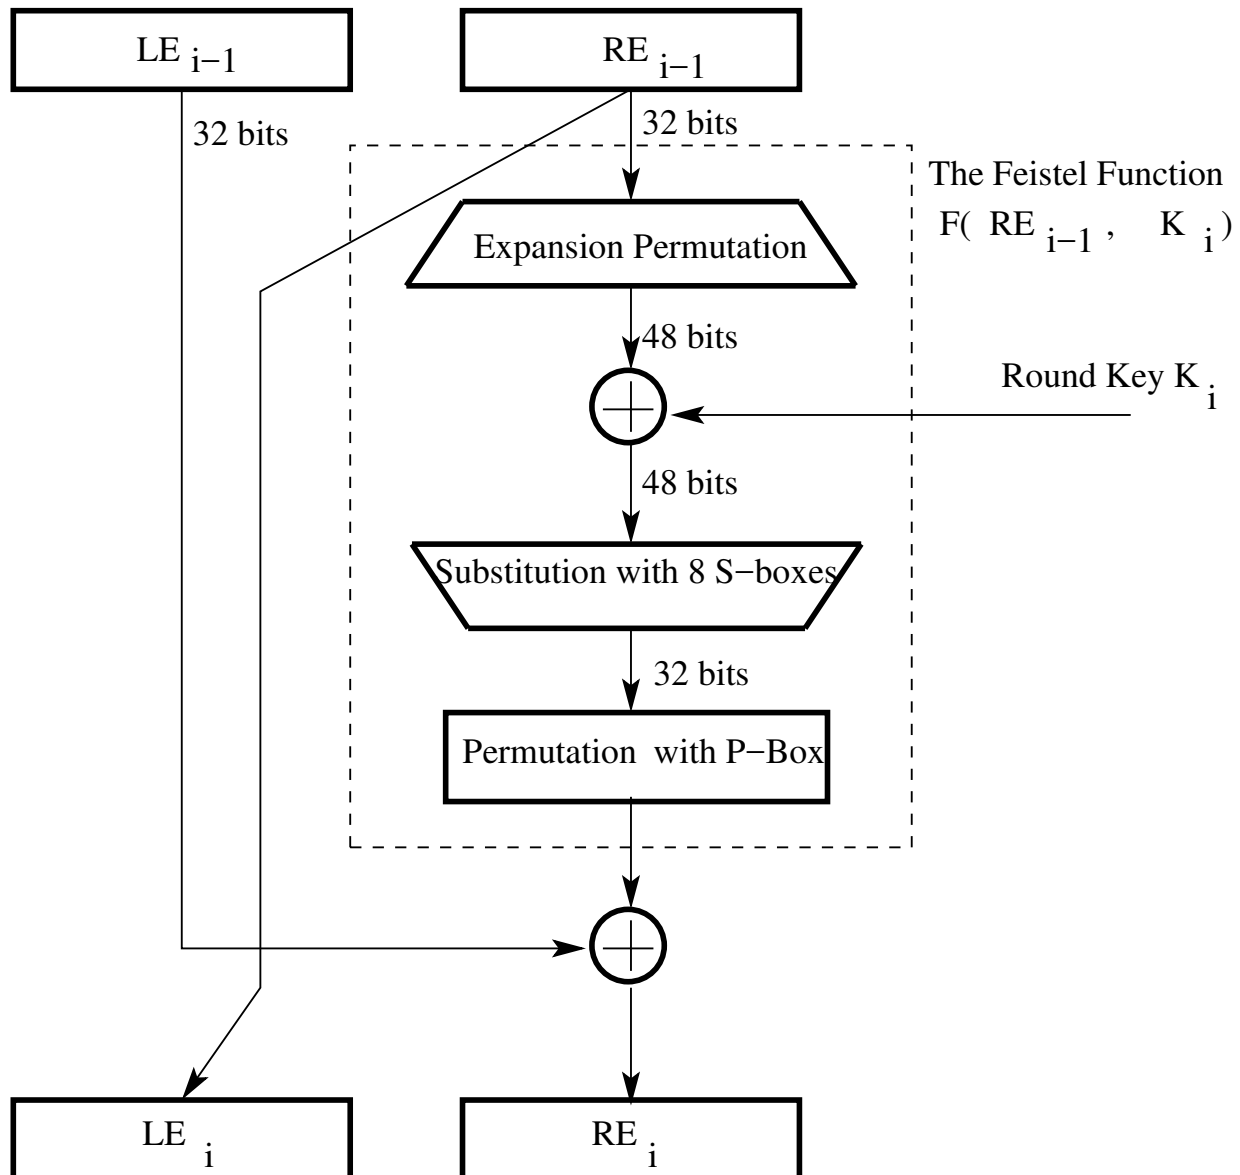 LE i−1
RE i−1
32 bits
32 bits
The Feistel Function
F( RE i−1 , K i )
Expansion Permutation
48 bits
Round Key K i
48 bits
Substitution with 8 S−boxes
32 bits
Permutation with P−Box
LE i
RE i